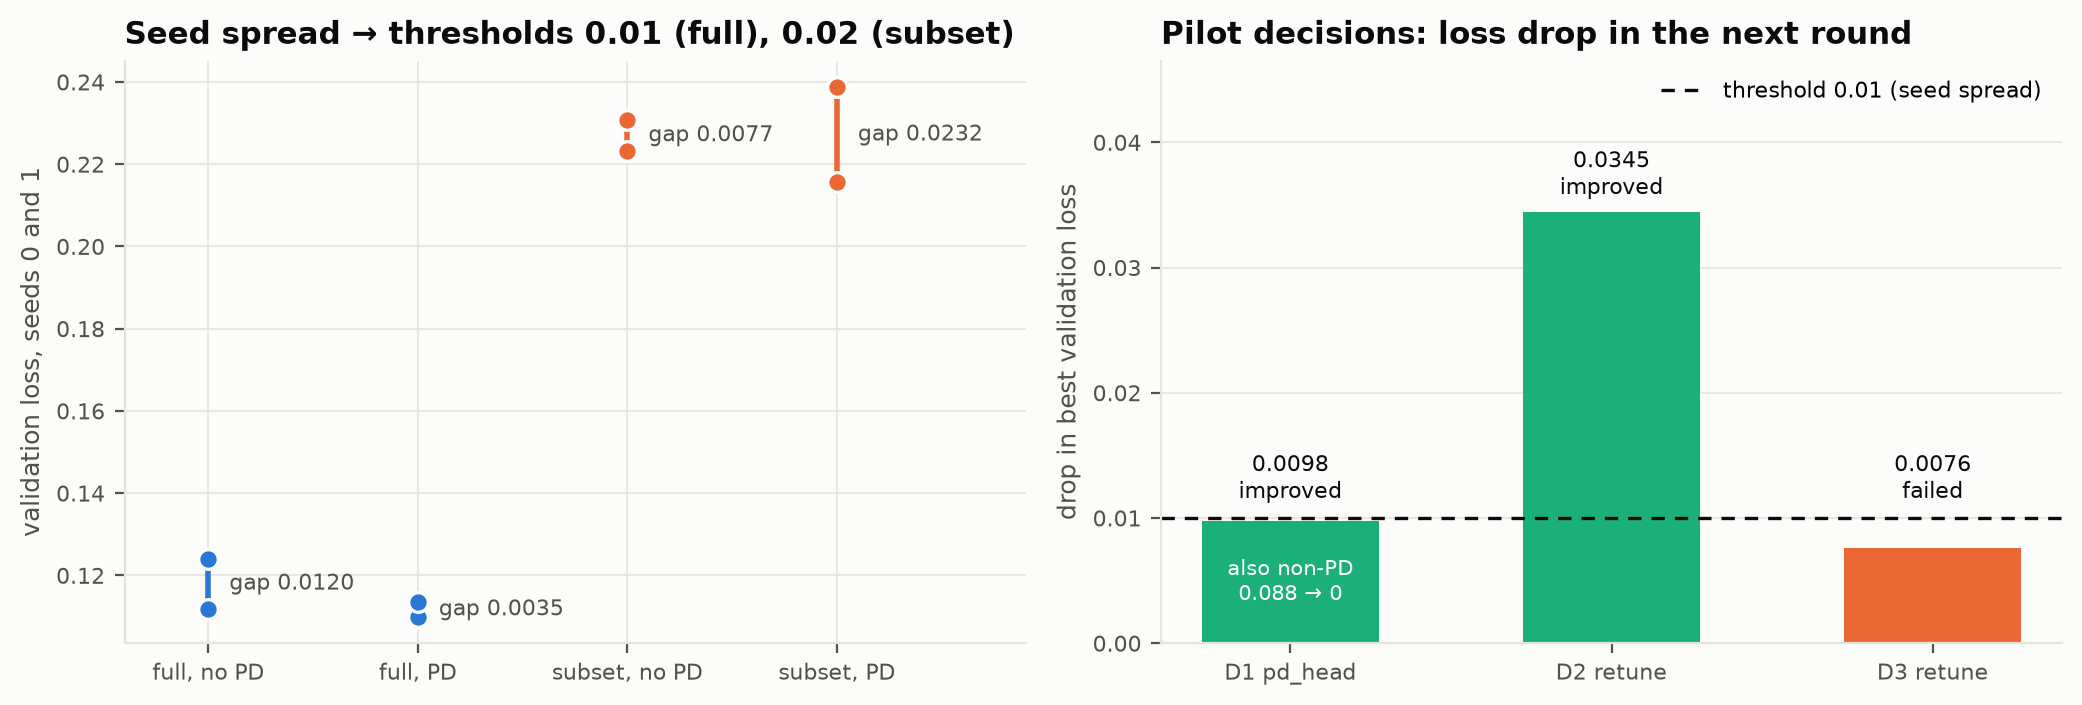 Seed spread → thresholds 0.01 (full), 0.02 (subset)
validation loss, seeds 0 and 1
0.24
0.22
0.20
0.18
0.16
0.14
0.12
gap 0.0120
gap 0.0035
gap 0.0077
gap 0.0232
full, no PD
full, PD
subset, no PD
subset, PD
Pilot decisions: loss drop in the next round
drop in best validation loss
threshold 0.01 (seed spread)
0.04
0.03
0.02
0.01
0.00
0.0098
improved
also non-PD
0.088 → 0
0.0345
improved
0.0076
failed
D1 pd_head
D2 retune
D3 retune